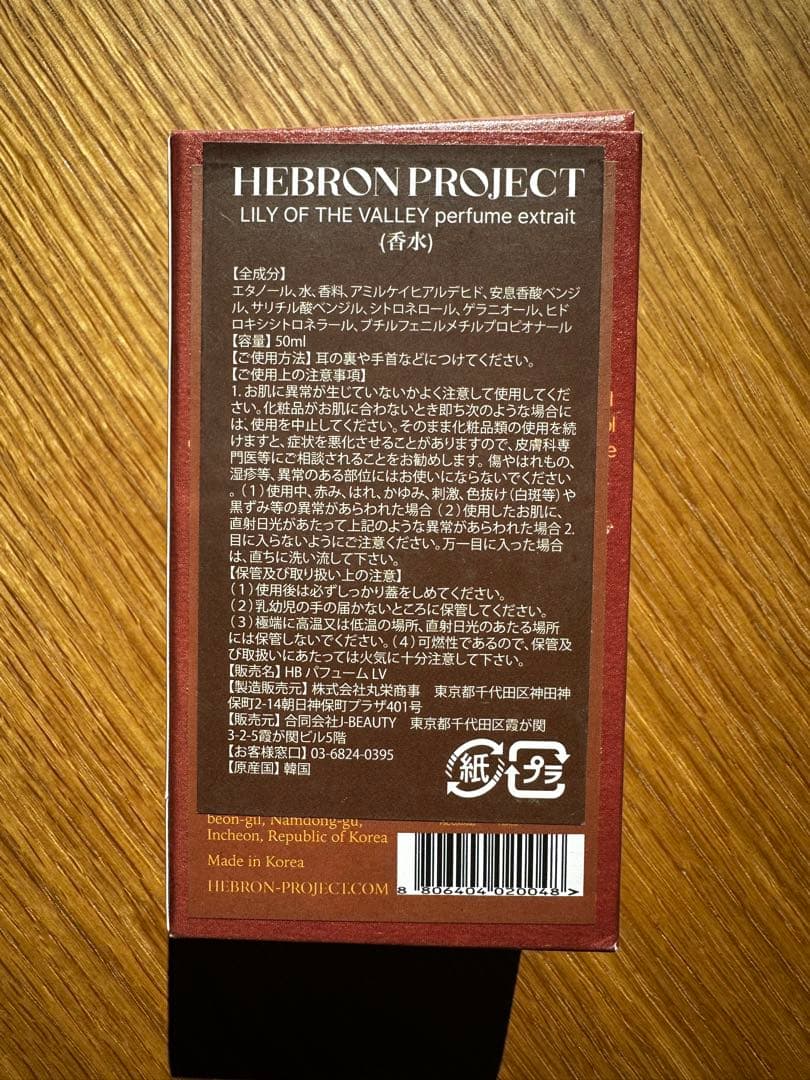 HEBRON PROJECT
LILY OF THE VALLEY perfume extrait
(香水)
【全成分】
エタノール、水、香料、アミルケイヒアルデヒド、安息香酸ベンジ
ル、サリチル酸ベンジル、シトロネロール、ゲラニオール、ヒド
ロキシシトロネラール、ブチルフェニルメチルプロピオナール
【容量】50ml
【ご使用方法】耳の裏や手首などにつけてください。
【ご使用上の注意事項】
1. お肌に異常が生じていないかよく注意して使用してくだ
さい。化粧品がお肌に合わないとき即ち次のような場合に
は、使用を中止してください。そのまま化粧品類の使用を続
けますと、症状を悪化させることがありますので、皮膚科専
門医等にご相談されることをお勧めします。傷やはれもの、
湿疹等、異常のある部位にはお使いにならないでください
。（1）使用中、赤み、はれ、かゆみ、刺激、色抜け（白斑等）や
黒ずみ等の異常があらわれた場合（2）使用したお肌に、
直射日光があたって上記のような異常があらわれた場合 2.
目に入らないようにご注意ください。万一目に入った場合
は、直ちに洗い流して下さい。
【保管及び取り扱い上の注意】
（1）使用後は必ずしっかり蓋をしめてください。
（2）乳幼児の手の届かないところに保管してください。
（3）極端に高温又は低温の場所、直射日光のあたる場所
には保管しないでください。（4）可燃性であるので、保管及
び取扱いにあたっては火気に十分注意して下さい。
【販売名】HB パフューム LV
【製造販売元】株式会社丸栄商事　東京都千代田区神田神
保町2-14朝日神保町プラザ401号
【販売元】合同会社J-BEAUTY　東京都千代田区霞が関
3-2-5霞が関ビル5階
【お客様窓口】03-6824-0395
【原産国】韓国
紙
プラ
beon-gil, Namdong-gu,
Incheon, Republic of Korea
Made in Korea
HEBRON-PROJECT.COM
8 806404 020048 >